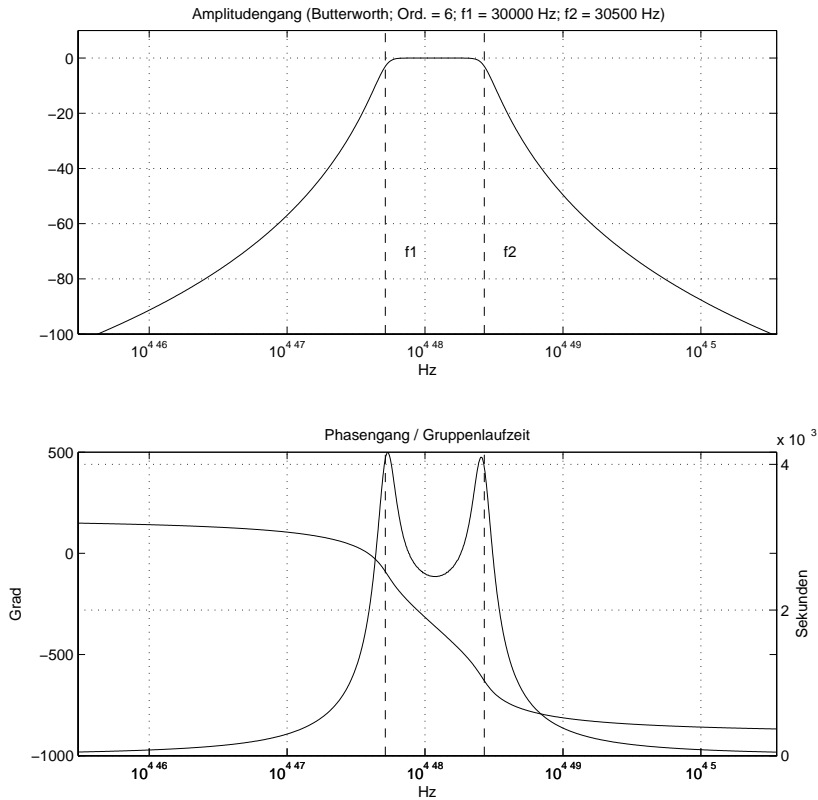 Amplitudengang (Butterworth; Ord. = 6; f1 = 30000 Hz; f2 = 30500 Hz)
0
−20
−40
−60
−80
−100
f1
f2
10^4 46
10^4 47
10^4 48
10^4 49
10^4 5
Hz
Phasengang / Gruppenlaufzeit
x 10^3
500
0
−500
−1000
Grad
4
2
0
Sekunden
10^4 46
10^4 47
10^4 48
10^4 49
10^4 5
Hz